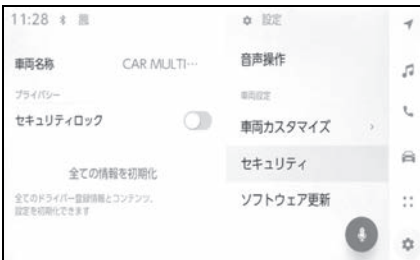 11:28
設定
車両名称 CAR MULTI…
プライバシー
セキュリティロック
全ての情報を初期化
全てのドライバー登録情報とコンテンツ、
設定を初期化できます
音声操作
車両設定
車両カスタマイズ
セキュリティ
ソフトウェア更新